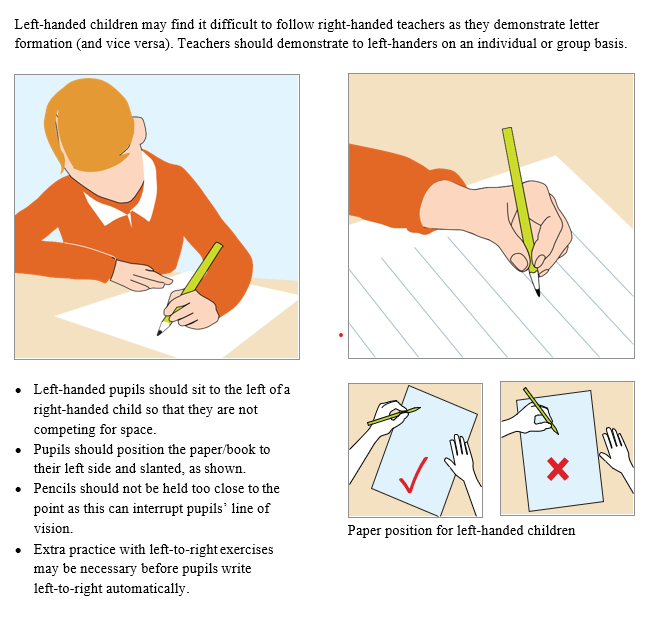 Left-handed children may find it difficult to follow right-handed teachers as they demonstrate letter
formation (and vice versa). Teachers should demonstrate to left-handers on an individual or group basis.
• Left-handed pupils should sit to the left of a
right-handed child so that they are not
competing for space.
• Pupils should position the paper/book to
their left side and slanted, as shown.
• Pencils should not be held too close to the
point as this can interrupt pupils’ line of
vision.
• Extra practice with left-to-right exercises
may be necessary before pupils write
left-to-right automatically.
Paper position for left-handed children